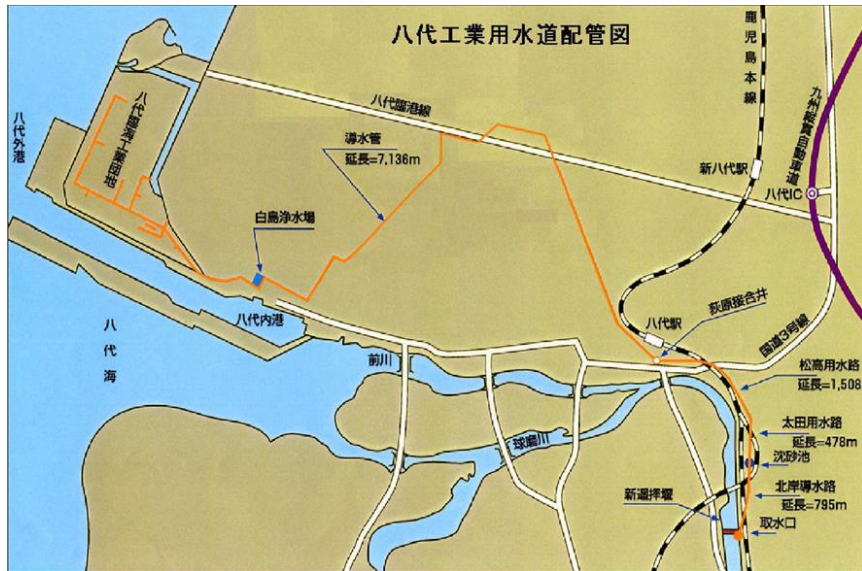 八代工業用水道配管図
鹿児島本線
九州縦貫自動車道
八代臨港線
八代外港
八代臨海工業団地
導水管
延長=7,136m
新八代駅
八代IC
白島浄水場
萩原接合井
八代内港
八代駅
国道3号線
八代海
前川
松高用水路
延長=1,508
太田用水路
延長=478m
球磨川
沈砂池
北岸導水路
延長=795m
新遥拝堰
取水口